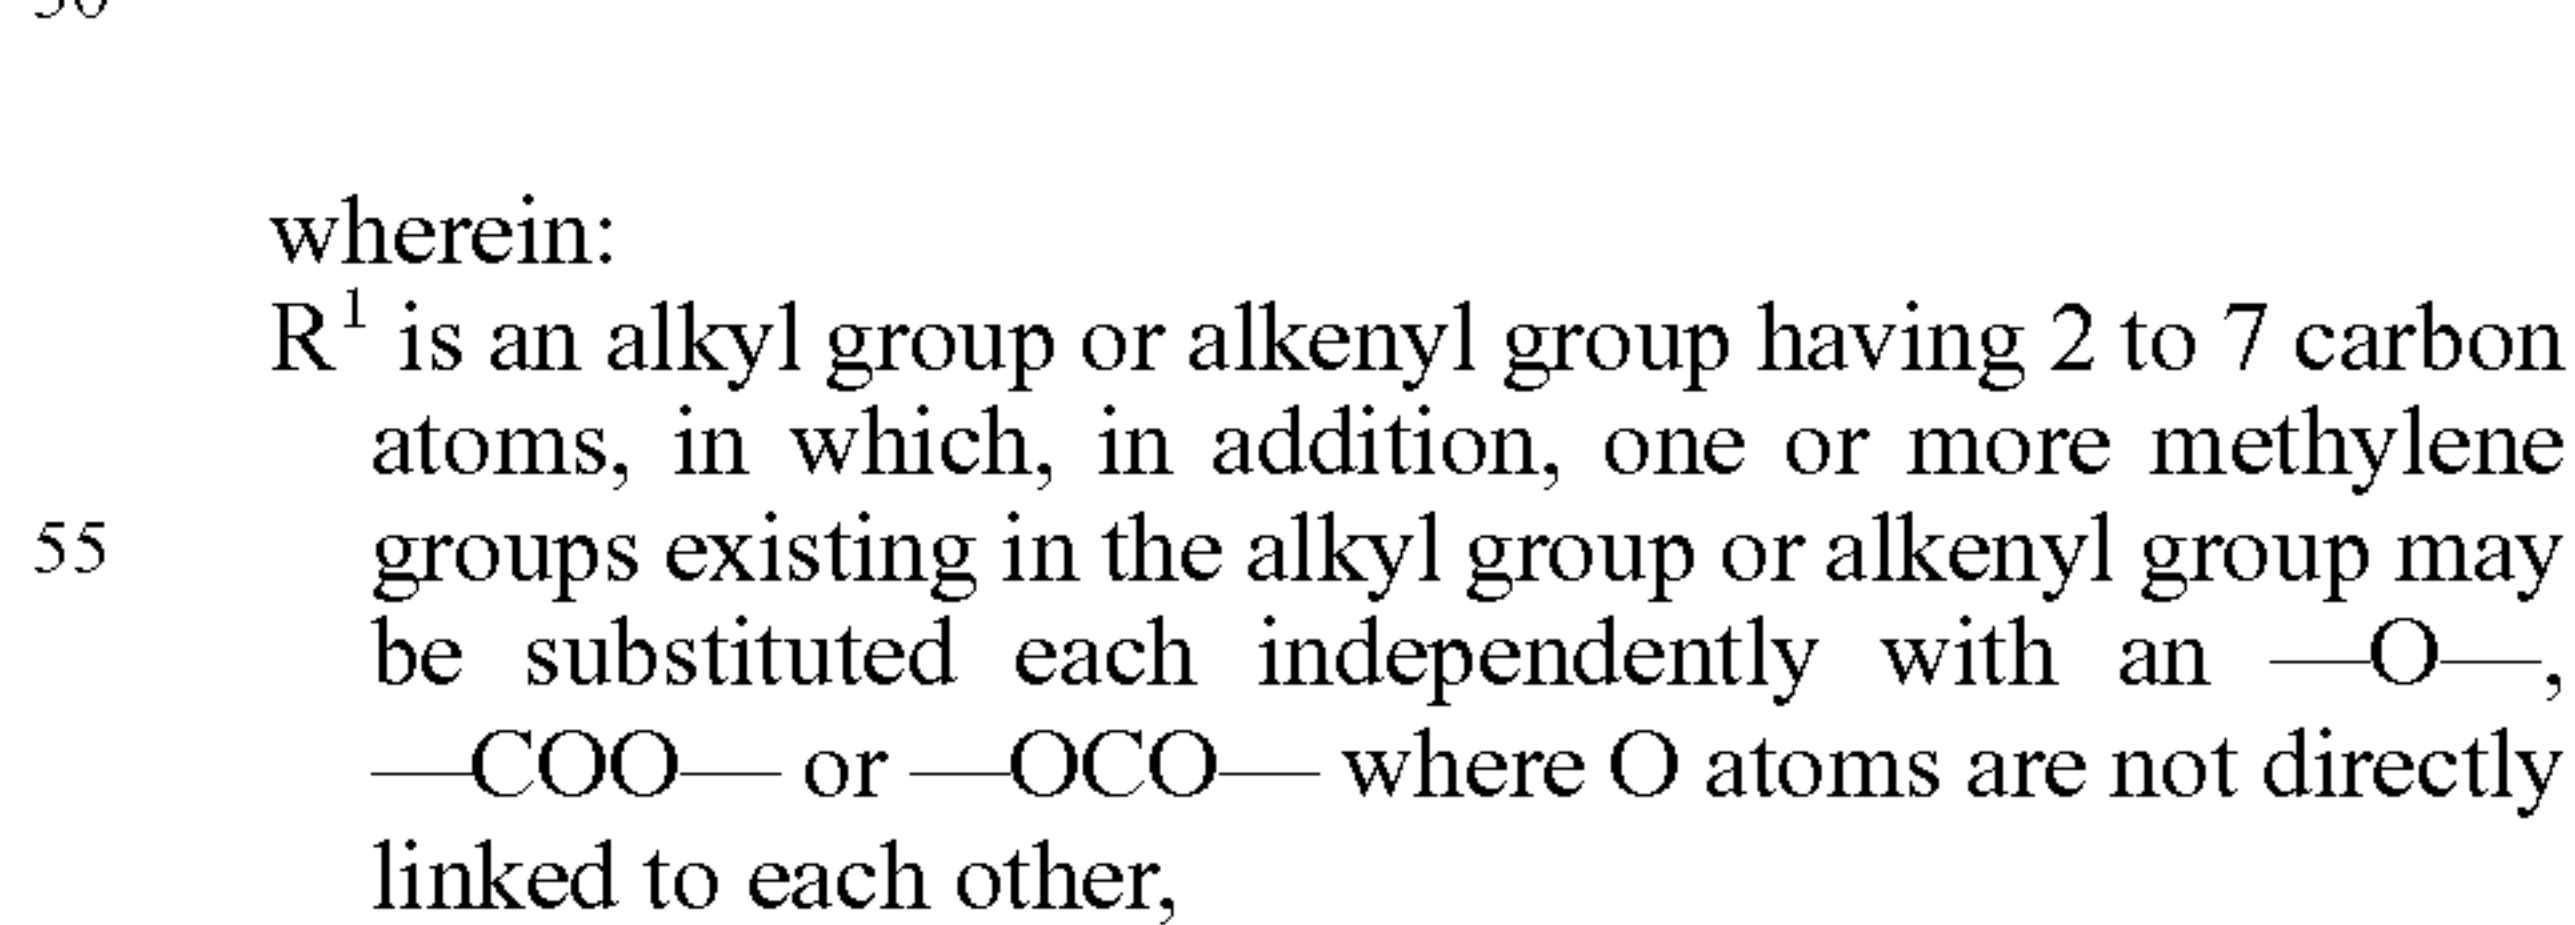 wherein:
R¹ is an alkyl group or alkenyl group having 2 to 7 carbon
atoms, in which, in addition, one or more methylene
55 groups existing in the alkyl group or alkenyl group may
be substituted each independently with an —O—,
—COO— or —OCO— where O atoms are not directly
linked to each other,